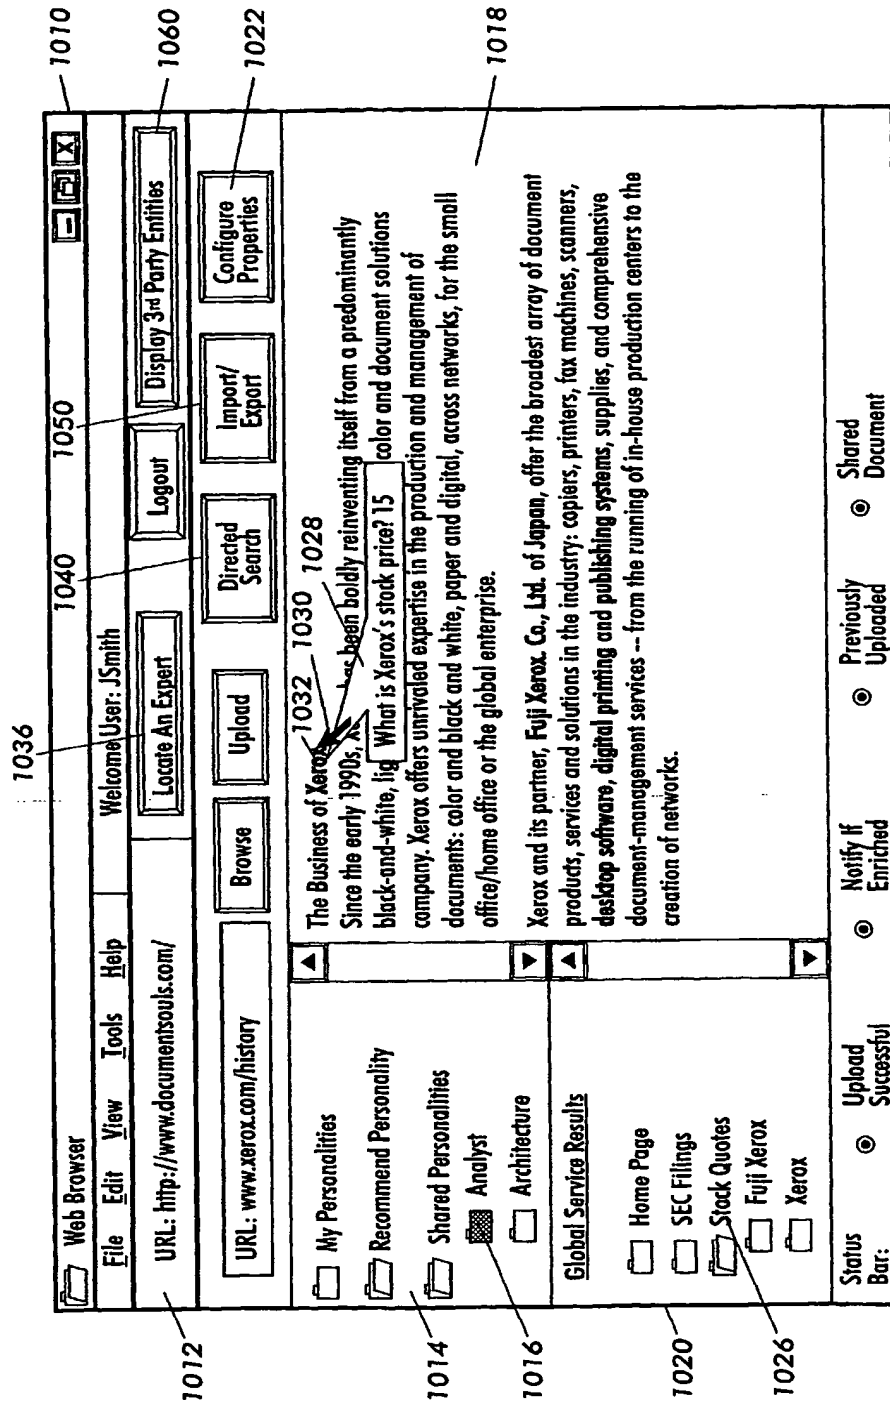 1010
1060
1022
1018
1050
1040
1036
1012
1014
1016
1020
1026
1028
1030
1032
Web Browser
File Edit View Tools Help
Welcome User: JSmith
URL: http://www.documentsouls.com/
Locate An Expert
Logout
Display 3rd Party Entities
URL: www.xerox.com/history
Browse
Upload
Directed Search
Import/Export
Configure Properties
My Personalities
Recommend Personality
Shared Personalities
Analyst
Architecture
Global Service Results
Home Page
SEC Filings
Stock Quotes
Fuji Xerox
Xerox
The Business of Xerox
Since the early 1990s, has been boldly reinventing itself from a predominantly
black-and-white, lig What is Xerox's stock price? 15 color and document solutions
company. Xerox offers unrivaled expertise in the production and management of
documents: color and black and white, paper and digital, across networks, for the small
office/home office or the global enterprise.
Xerox and its partner, Fuji Xerox. Co., Ltd. of Japan, offer the broadest array of document
products, services and solutions in the industry: copiers, printers, fax machines, scanners,
desktop software, digital printing and publishing systems, supplies, and comprehensive
document-management services -- from the running of in-house production centers to the
creation of networks.
Status Bar:
Upload Successful
Notify If Enriched
Previously Uploaded
Shared Document